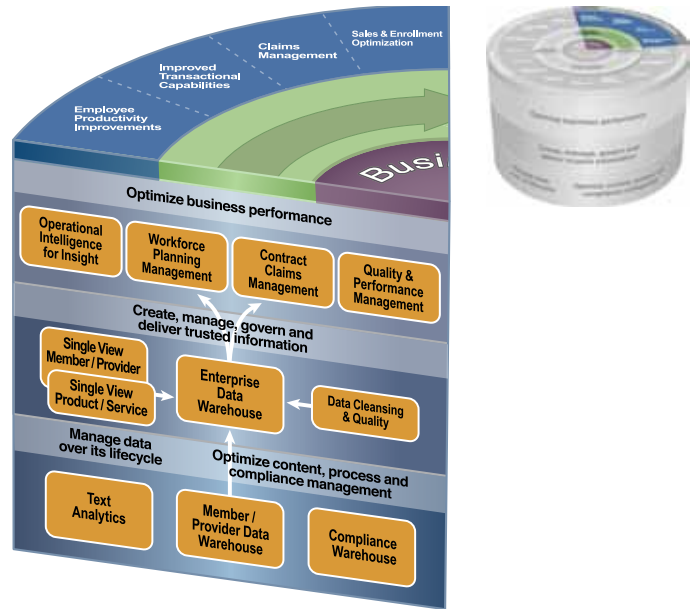 Sales & Enrollment
Optimization
Claims
Management
Improved
Transactional
Capabilities
Employee
Productivity
Improvements
Busi
Optimize business performance
Operational
Intelligence
for Insight
Workforce
Planning
Management
Contract
Claims
Management
Quality &
Performance
Management
Create, manage, govern and
deliver trusted information
Single View
Member / Provider
Single View
Product / Service
Enterprise
Data
Warehouse
Data Cleansing
& Quality
Manage data
over its lifecycle
Optimize content, process and
compliance management
Text
Analytics
Member /
Provider Data
Warehouse
Compliance
Warehouse
Optimize business performance